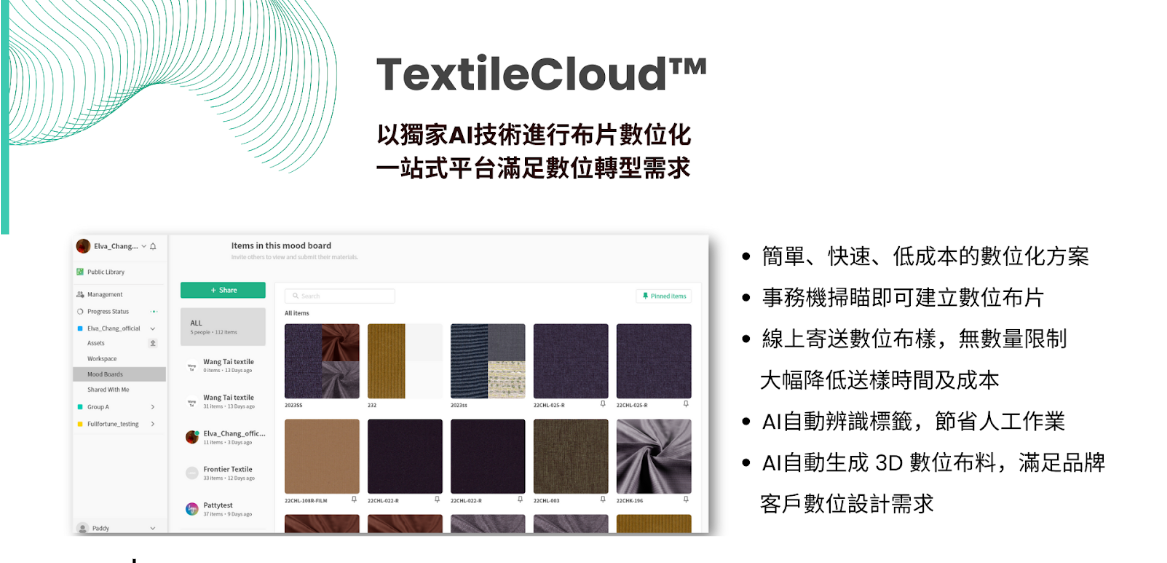 TextileCloud™
以獨家AI技術進行布片數位化
一站式平台滿足數位轉型需求
Elva_Chang...
Public Library
Management
Progress Status
Elva_Chang_official
Assets
Workspace
Mood Boards
Shared With Me
Group A
Fullfortune_testing
Paddy
Items in this mood board
Invite others to view and submit their materials.
+ Share
ALL
5 people • 112 items
Wang Tai textile
9 items • 13 Days ago
Wang Tai textile
31 items • 13 Days ago
Elva_Chang_offic...
11 items • 3 Days ago
Frontier Textile
39 items • 12 Days ago
Pattytest
37 items • 9 Days ago
Search
Pinned items
All items
2023SS
232
2023ss
22CHL-025-R
22CHL-025-R
22CHL-100R-FILM
22CHL-022-R
22CHL-022-R
22CHL-003
22CHR-196
• 簡單、快速、低成本的數位化方案
• 事務機掃瞄即可建立數位布片
• 線上寄送數位布樣，無數量限制
大幅降低送樣時間及成本
• AI自動辨識標籤，節省人工作業
• AI自動生成 3D 數位布料，滿足品牌
客戶數位設計需求